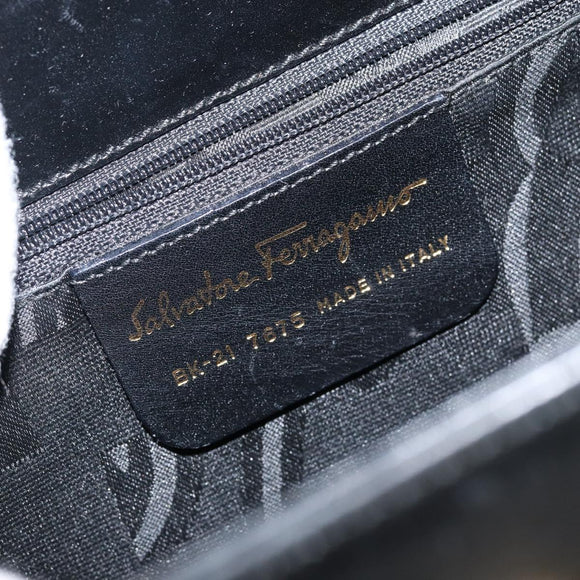 Salvatore Ferragamo
BK-21 7675 MADE IN ITALY